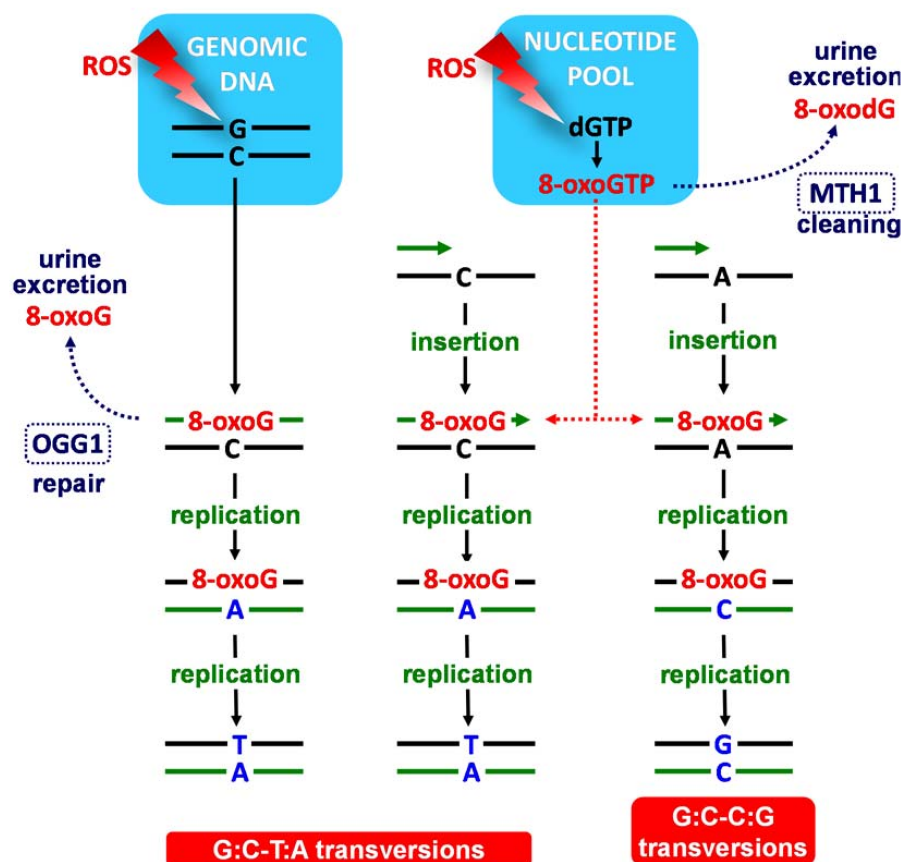 GENOMIC
DNA
ROS
G
C
NUCLEOTIDE
POOL
ROS
dGTP
8-oxoGTP
urine
excretion
8-oxodG
MTH1
cleaning
urine
excretion
8-oxoG
OGG1
repair
8-oxoG
C
replication
8-oxoG
A
replication
T
A
C
insertion
8-oxoG
C
replication
8-oxoG
A
replication
T
A
A
insertion
8-oxoG
A
replication
8-oxoG
C
replication
G
C
G:C-T:A transversions
G:C-C:G
transversions